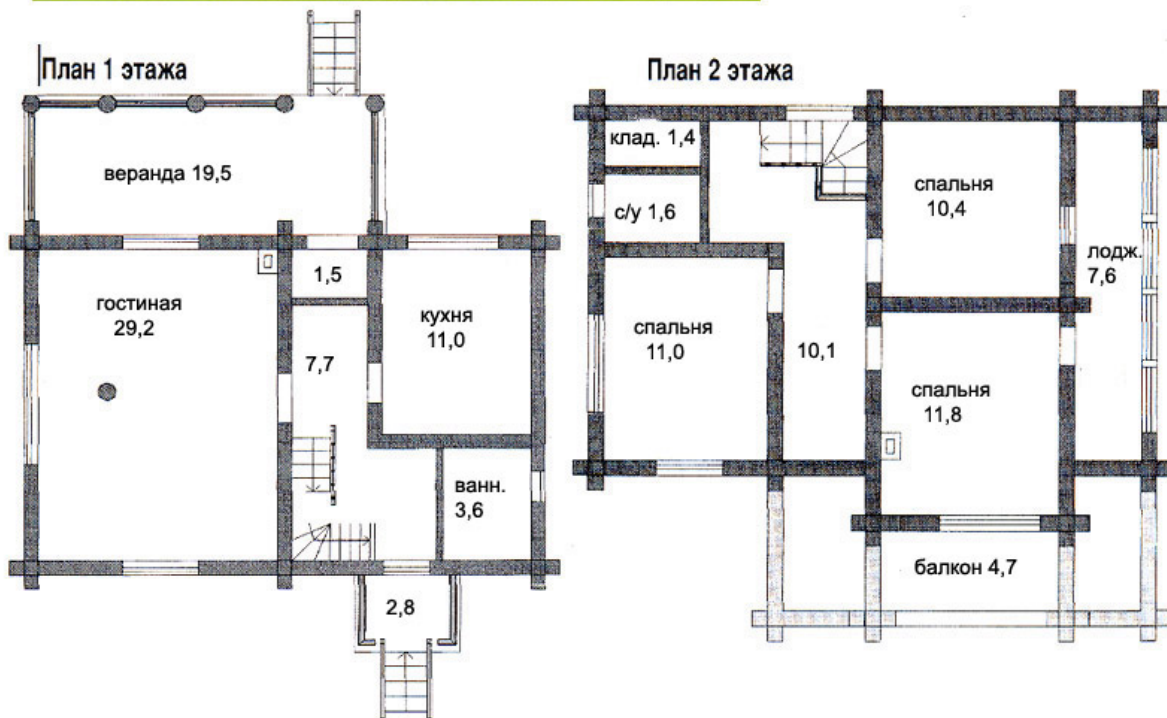 План 1 этажа
веранда 19,5
1,5
гостиная
29,2
кухня
11,0
7,7
ванн.
3,6
2,8
План 2 этажа
клад. 1,4
с/у 1,6
спальня
10,4
лодж.
7,6
спальня
11,0
10,1
спальня
11,8
балкон 4,7